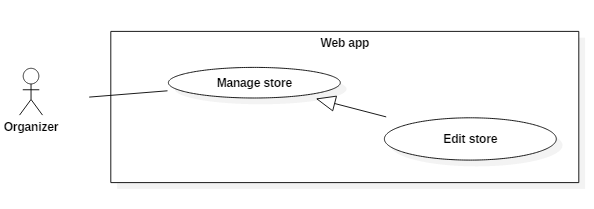 Web app
Manage store
Organizer
Edit store